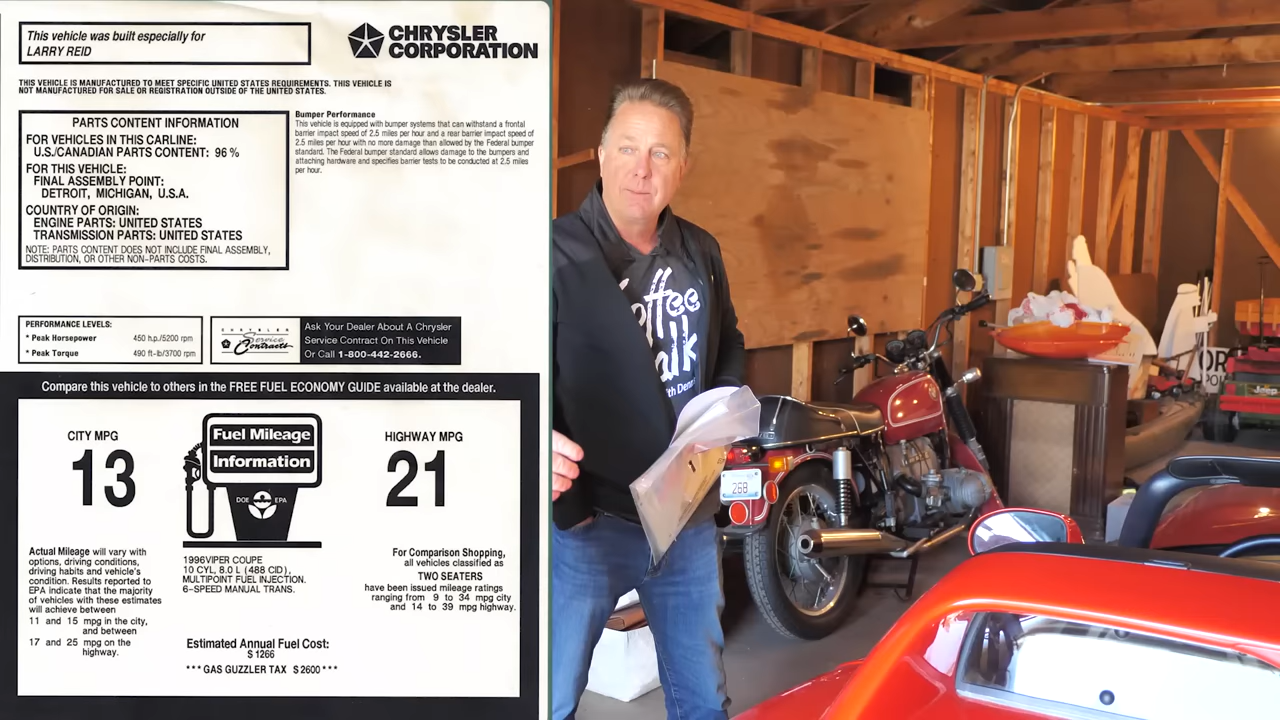 This vehicle was built especially for
LARRY REID
CHRYSLER
CORPORATION
THIS VEHICLE IS MANUFACTURED TO MEET SPECIFIC UNITED STATES REQUIREMENTS. THIS VEHICLE IS
NOT MANUFACTURED FOR SALE OR REGISTRATION OUTSIDE OF THE UNITED STATES.
PARTS CONTENT INFORMATION
FOR VEHICLES IN THIS CARLINE:
U.S./CANADIAN PARTS CONTENT: 96 %
FOR THIS VEHICLE:
FINAL ASSEMBLY POINT:
DETROIT, MICHIGAN, U.S.A.
COUNTRY OF ORIGIN:
ENGINE PARTS: UNITED STATES
TRANSMISSION PARTS: UNITED STATES
NOTE: PARTS CONTENT DOES NOT INCLUDE FINAL ASSEMBLY,
DISTRIBUTION, OR OTHER NON-PARTS COSTS.
Bumper Performance
This vehicle is equipped with bumper systems that can withstand a frontal
barrier impact speed of 2.5 miles per hour and a rear barrier impact speed of
2.5 miles per hour with no more damage than allowed by the Federal bumper
standard. The Federal bumper standard allows damage to the bumpers and
attaching hardware and specifies barrier tests to be conducted at 2.5 miles
per hour.
PERFORMANCE LEVELS:
* Peak Horsepower 450 h.p./5200 rpm
* Peak Torque 490 ft-lb/3700 rpm
CHRYSLER
Service
Contracts
Ask Your Dealer About A Chrysler
Service Contract On This Vehicle
Or Call 1-800-442-2666.
Compare this vehicle to others in the FREE FUEL ECONOMY GUIDE available at the dealer.
CITY MPG
13
Fuel Mileage
Information
DOE EPA
HIGHWAY MPG
21
Actual Mileage will vary with
options, driving conditions,
driving habits and vehicle's
condition. Results reported to
EPA indicate that the majority
of vehicles with these estimates
will achieve between
11 and 15 mpg in the city,
and between
17 and 25 mpg on the
highway.
1996VIPER COUPE
10 CYL, 8.0 L (488 CID),
MULTIPOINT FUEL INJECTION.
6-SPEED MANUAL TRANS.
For Comparison Shopping,
all vehicles classified as
TWO SEATERS
have been issued mileage ratings
ranging from 9 to 34 mpg city
and 14 to 39 mpg highway.
Estimated Annual Fuel Cost:
$ 1266
*** GAS GUZZLER TAX $ 2600 ***
offee
alk
ith Denn
268
OR
PO
Jeep